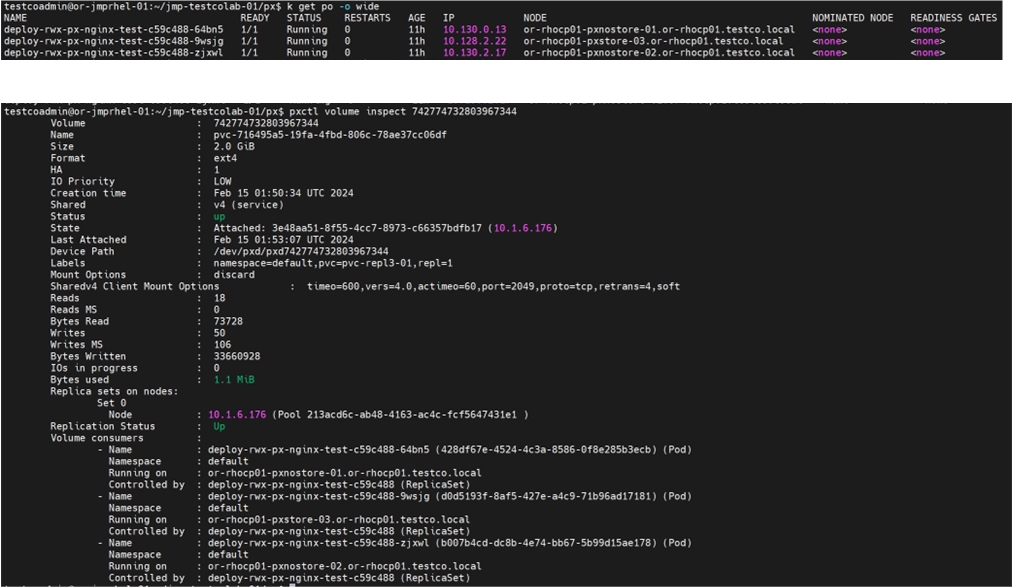 testcoadmin@or-jmprhel-01:~/jmp-testcolab-01/px$ k get po -o wide
NAME READY STATUS RESTARTS AGE IP NODE NOMINATED NODE READINESS GATES
deploy-rwx-px-nginx-test-c59c488-64bn5 1/1 Running 0 11h 10.130.0.13 or-rhocp01-pxnostore-01.or-rhocp01.testco.local <none> <none>
deploy-rwx-px-nginx-test-c59c488-9wsjg 1/1 Running 0 11h 10.128.2.22 or-rhocp01-pxstore-03.or-rhocp01.testco.local <none> <none>
deploy-rwx-px-nginx-test-c59c488-zjxwl 1/1 Running 0 11h 10.130.2.17 or-rhocp01-pxnostore-02.or-rhocp01.testco.local <none> <none>
testcoadmin@or-jmprhel-01:~/jmp-testcolab-01/px$ pxctl volume inspect 742774732803967344
Volume : 742774732803967344
Name : pvc-716495a5-19fa-4fbd-806c-78ae37cc06df
Size : 2.0 GiB
Format : ext4
HA : 1
IO Priority : LOW
Creation time : Feb 15 01:50:34 UTC 2024
Shared : v4 (service)
Status : up
State : Attached: 3e48aa51-8f55-4cc7-8973-c66357bdfb17 (10.1.6.176)
Last Attached : Feb 15 01:53:07 UTC 2024
Device Path : /dev/pxd/pxd742774732803967344
Labels : namespace=default,pvc=pvc-repl3-01,repl=1
Mount Options : discard
Sharedv4 Client Mount Options : timeo=600,vers=4.0,actimeo=60,port=2049,proto=tcp,retrans=4,soft
Reads : 18
Reads MS : 0
Bytes Read : 73728
Writes : 50
Writes MS : 106
Bytes Written : 33660928
IOs in progress : 0
Bytes used : 1.1 MiB
Replica sets on nodes:
Set 0
Node : 10.1.6.176 (Pool 213acd6c-ab48-4163-ac4c-fcf5647431e1 )
Replication Status : Up
Volume consumers :
- Name : deploy-rwx-px-nginx-test-c59c488-64bn5 (428df67e-4524-4c3a-8586-0f8e285b3ecb) (Pod)
Namespace : default
Running on : or-rhocp01-pxnostore-01.or-rhocp01.testco.local
Controlled by : deploy-rwx-px-nginx-test-c59c488 (ReplicaSet)
- Name : deploy-rwx-px-nginx-test-c59c488-9wsjg (d0d5193f-8af5-427e-a4c9-71b96ad17181) (Pod)
Namespace : default
Running on : or-rhocp01-pxstore-03.or-rhocp01.testco.local
Controlled by : deploy-rwx-px-nginx-test-c59c488 (ReplicaSet)
- Name : deploy-rwx-px-nginx-test-c59c488-zjxwl (b007b4cd-dc8b-4e74-bb67-5b99d15ae178) (Pod)
Namespace : default
Running on : or-rhocp01-pxnostore-02.or-rhocp01.testco.local
Controlled by : deploy-rwx-px-nginx-test-c59c488 (ReplicaSet)